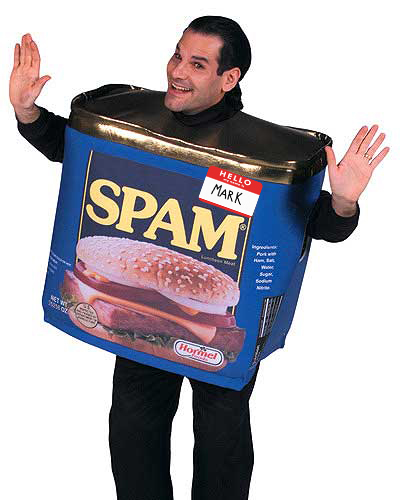 HELLO
MARK
SPAM®
Luncheon Meat
Ingredients:
Pork with
Ham, Salt,
Water,
Sugar,
Sodium
Nitrite.
NET WT
Hormel